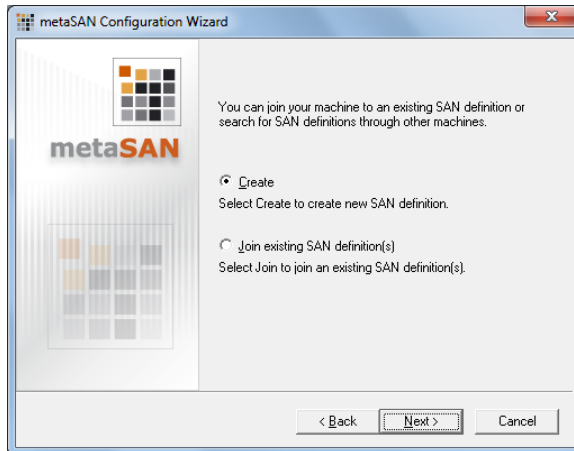 metaSAN Configuration Wizard
x
metaSAN
You can join your machine to an existing SAN definition or
search for SAN definitions through other machines.
Create
Select Create to create new SAN definition.
Join existing SAN definition(s)
Select Join to join an existing SAN definition(s).
< Back
Next >
Cancel